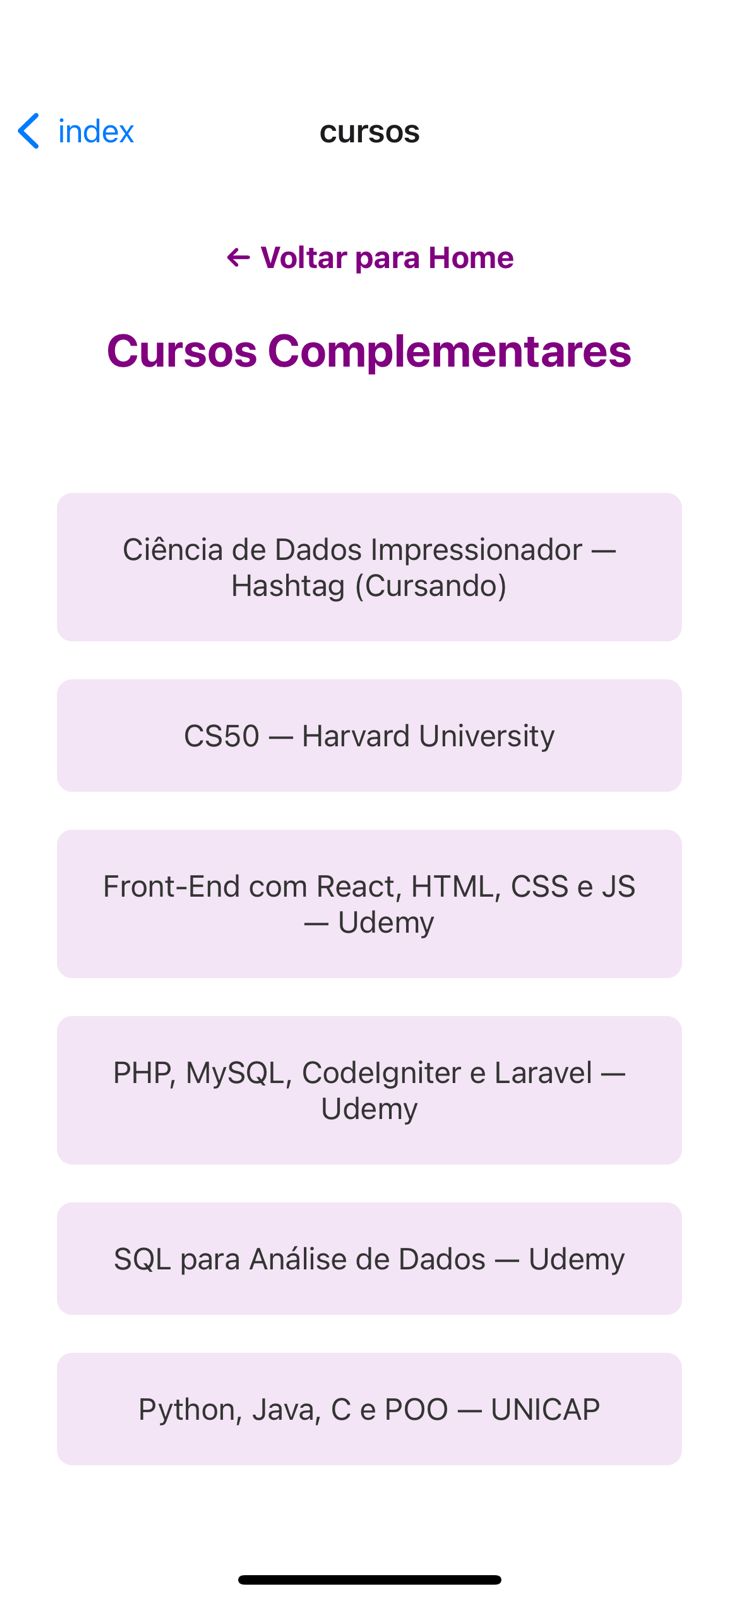 index
cursos
← Voltar para Home
Cursos Complementares
Ciência de Dados Impressionador —
Hashtag (Cursando)
CS50 — Harvard University
Front-End com React, HTML, CSS e JS
— Udemy
PHP, MySQL, CodeIgniter e Laravel —
Udemy
SQL para Análise de Dados — Udemy
Python, Java, C e POO — UNICAP